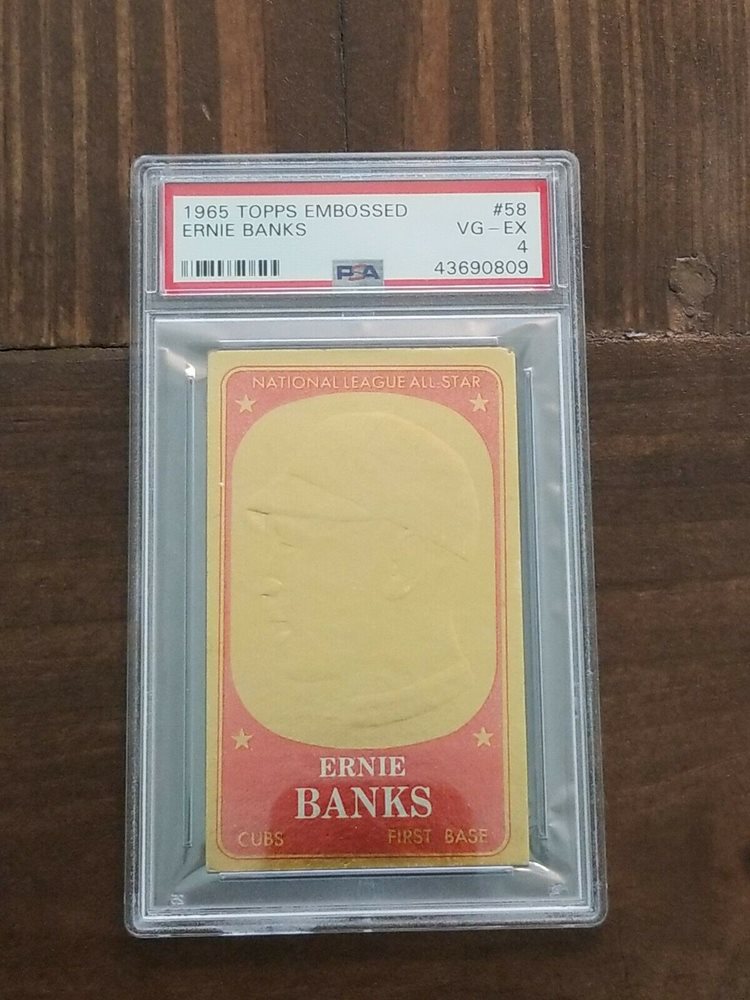 1965 TOPPS EMBOSSED #58
ERNIE BANKS VG - EX
4
PSA 43690809
NATIONAL LEAGUE ALL-STAR
ERNIE
BANKS
CUBS FIRST BASE